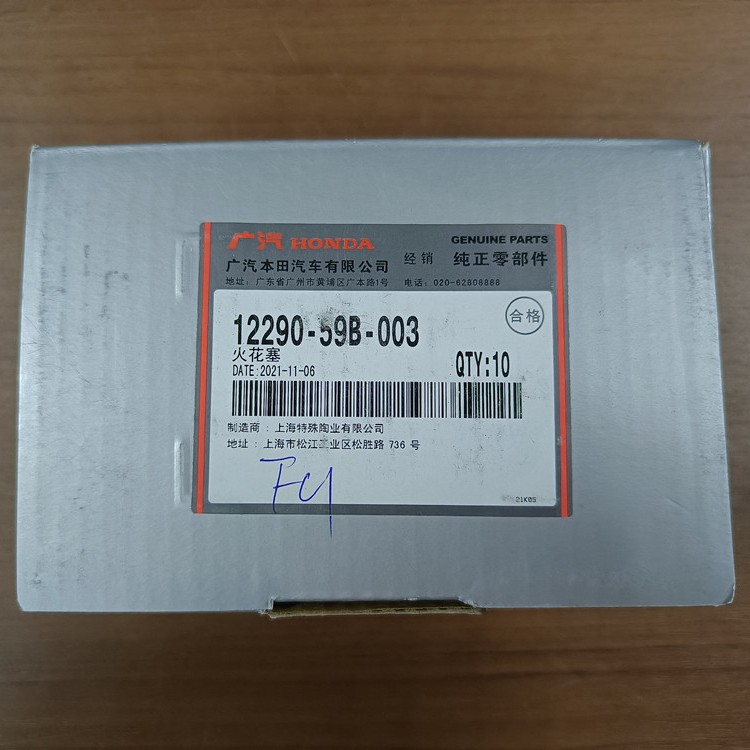 广汽 HONDA GENUINE PARTS
广汽本田汽车有限公司 经销 纯正零部件
地址：广东省广州市黄埔区广本路1号 电话：020-62808888
12290-59B-003 合格
火花塞
DATE:2021-11-06 QTY:10
制造商：上海特殊陶业有限公司
地址：上海市松江工业区松胜路 736 号
21K05